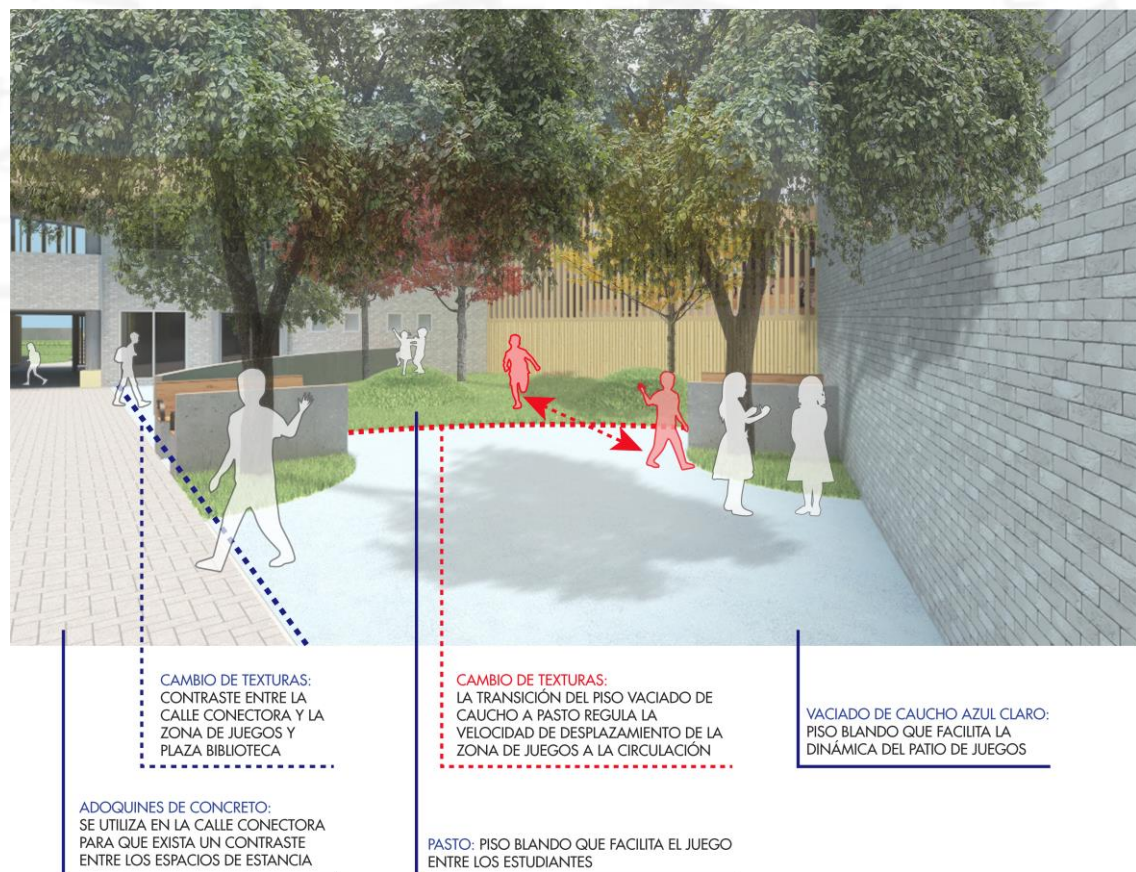 CAMBIO DE TEXTURAS:
CONTRASTE ENTRE LA
CALLE CONECTORA Y LA
ZONA DE JUEGOS Y
PLAZA BIBLIOTECA
CAMBIO DE TEXTURAS:
LA TRANSICIÓN DEL PISO VACIADO DE
CAUCHO A PASTO REGULA LA
VELOCIDAD DE DESPLAZAMIENTO DE LA
ZONA DE JUEGOS A LA CIRCULACIÓN
VACIADO DE CAUCHO AZUL CLARO:
PISO BLANDO QUE FACILITA LA
DINÁMICA DEL PATIO DE JUEGOS
ADOQUINES DE CONCRETO:
SE UTILIZA EN LA CALLE CONECTORA
PARA QUE EXISTA UN CONTRASTE
ENTRE LOS ESPACIOS DE ESTANCIA
PASTO: PISO BLANDO QUE FACILITA EL JUEGO
ENTRE LOS ESTUDIANTES